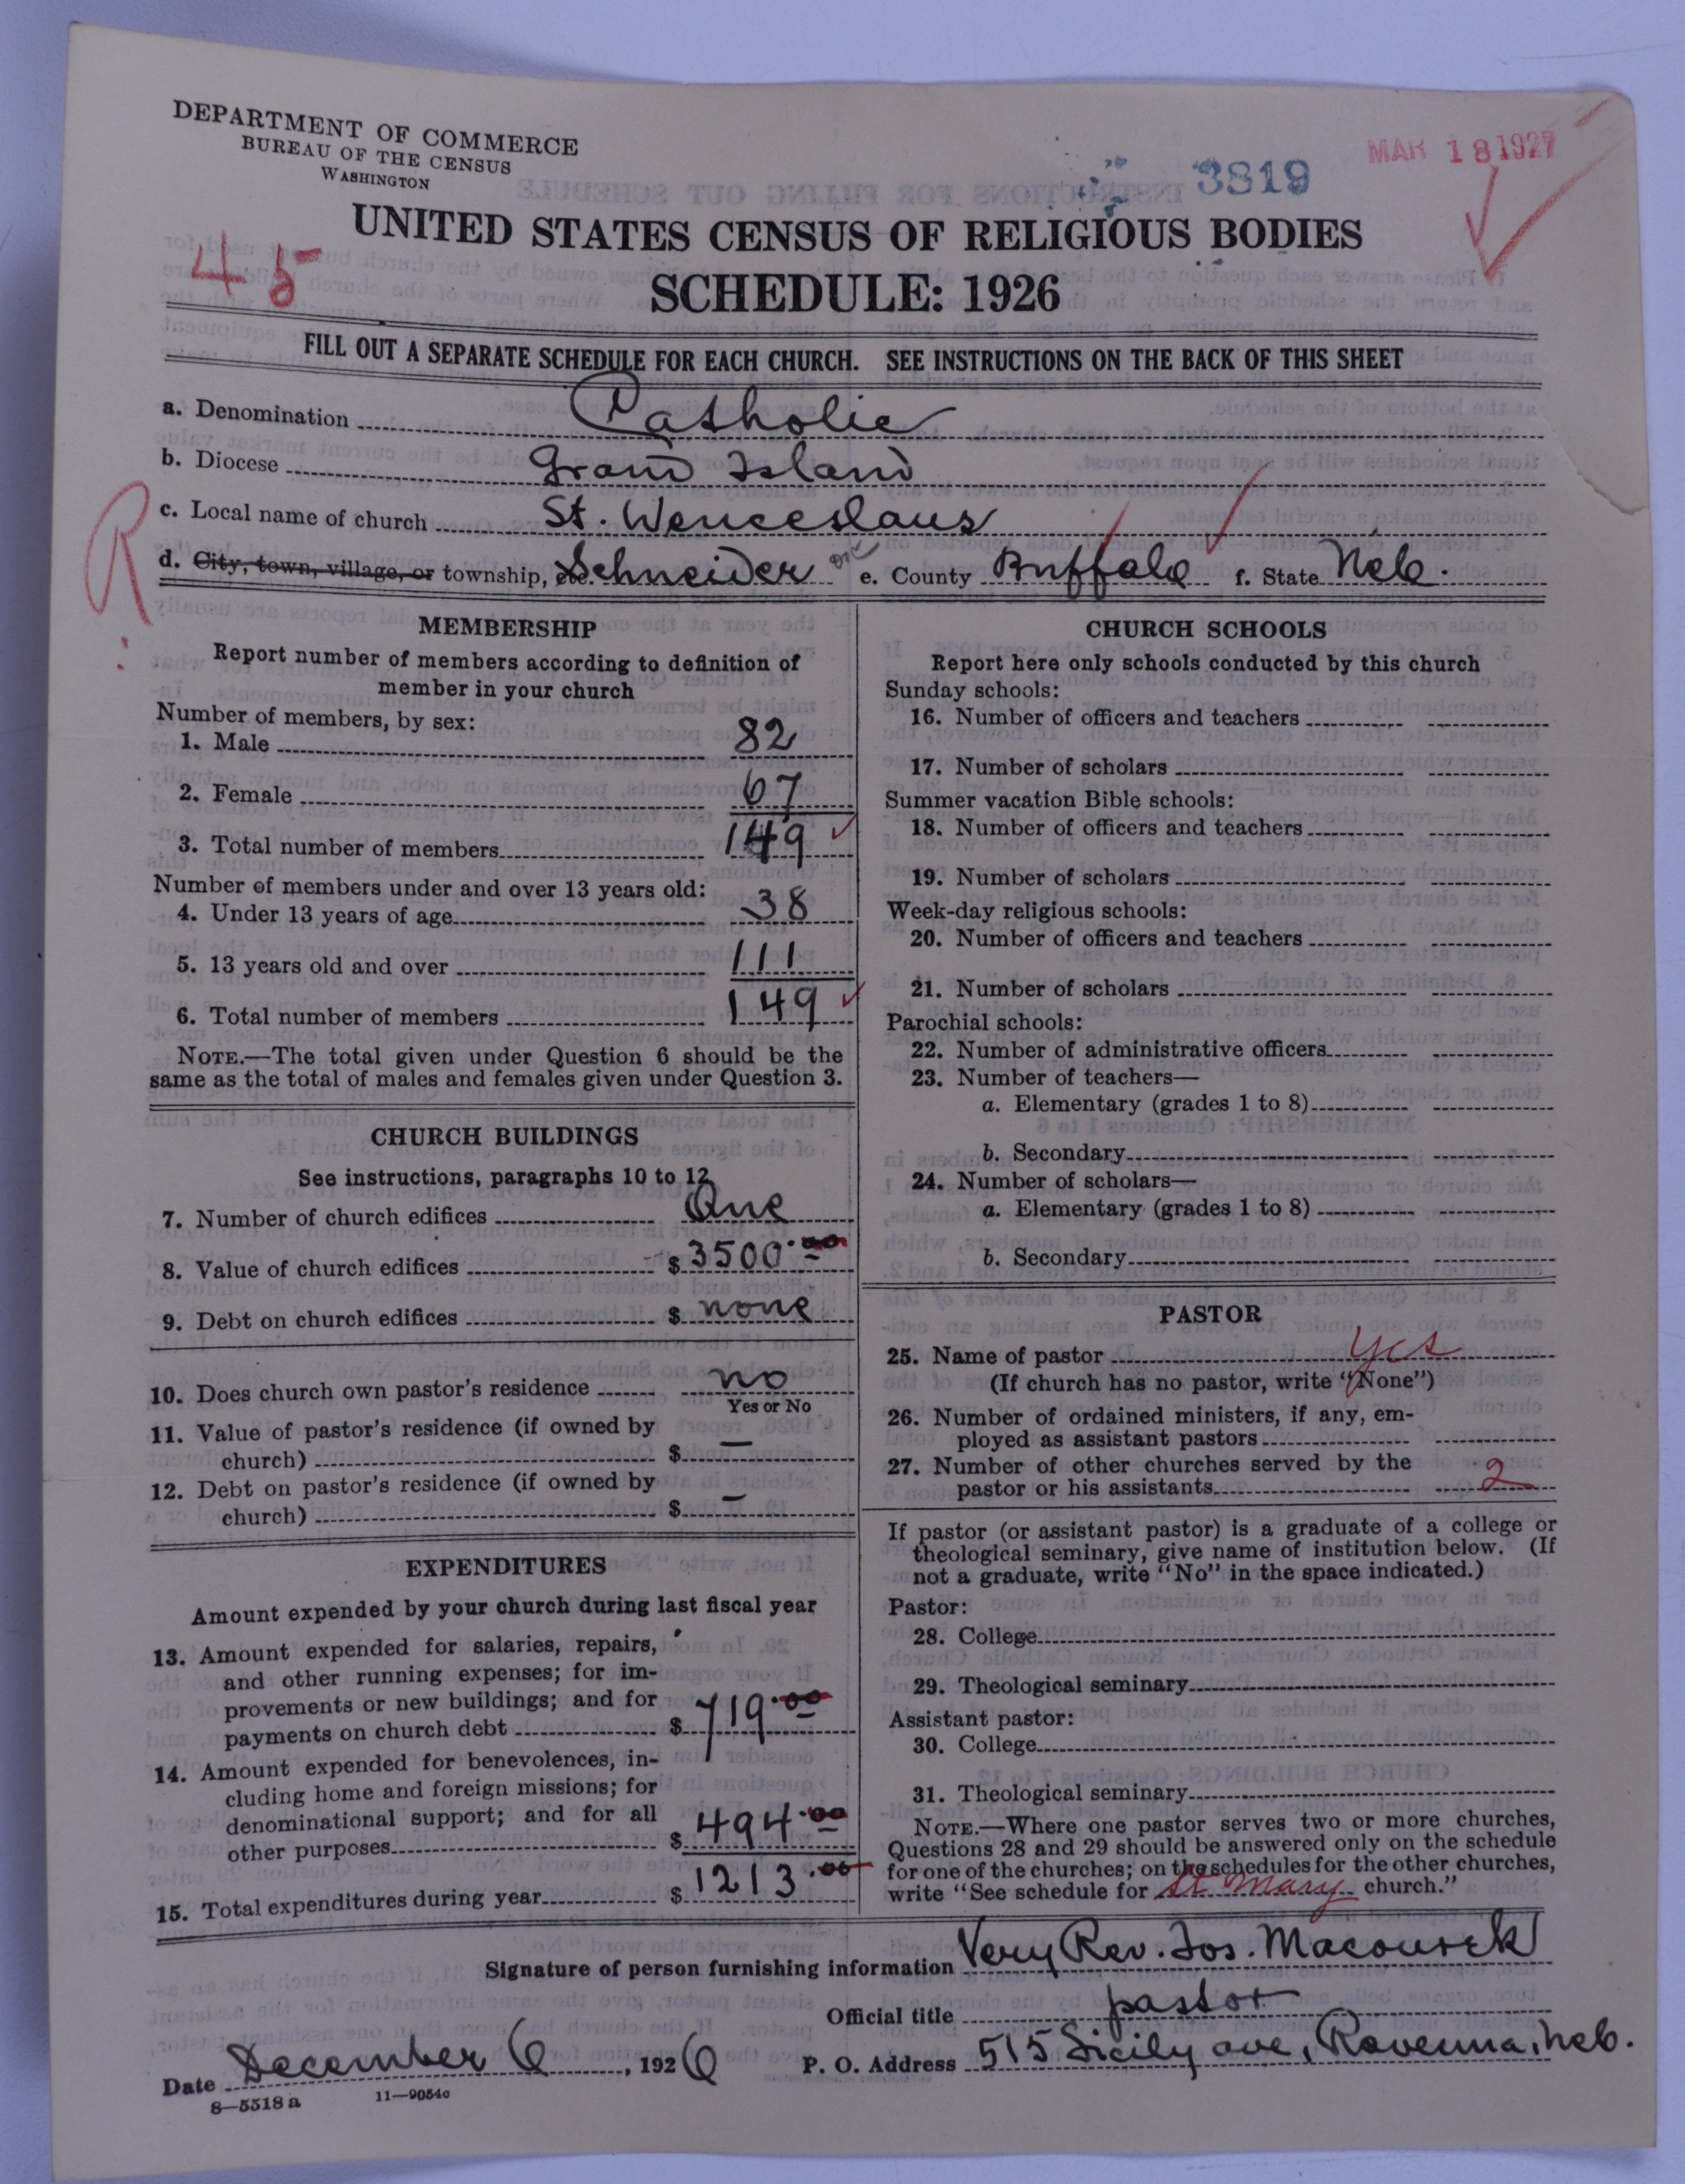 DEPARTMENT OF COMMERCE
BUREAU OF THE CENSUS
WASHINGTON
3819
MAR 18 1927
UNITED STATES CENSUS OF RELIGIOUS BODIES
45
SCHEDULE: 1926
FILL OUT A SEPARATE SCHEDULE FOR EACH CHURCH. SEE INSTRUCTIONS ON THE BACK OF THIS SHEET
a. Denomination Catholic
b. Diocese Grand Island
c. Local name of church St. Wenceslaus
R
d. City, town, village, or township, etc. Schneider e. County Buffalo f. State Neb.
MEMBERSHIP
Report number of members according to definition of
member in your church
Number of members, by sex:
1. Male 82
2. Female 67
3. Total number of members 149
Number of members under and over 13 years old:
4. Under 13 years of age 38
5. 13 years old and over 111
6. Total number of members 149
NOTE.—The total given under Question 6 should be the
same as the total of males and females given under Question 3.
CHURCH BUILDINGS
See instructions, paragraphs 10 to 12
7. Number of church edifices One
8. Value of church edifices $ 3500.00
9. Debt on church edifices $ none
10. Does church own pastor's residence no
Yes or No
11. Value of pastor's residence (if owned by
church) $ —
12. Debt on pastor's residence (if owned by
church) $ —
EXPENDITURES
Amount expended by your church during last fiscal year
13. Amount expended for salaries, repairs,
and other running expenses; for im-
provements or new buildings; and for
payments on church debt $ 719.00
14. Amount expended for benevolences, in-
cluding home and foreign missions; for
denominational support; and for all
other purposes $ 494.00
15. Total expenditures during year $ 1213.00
CHURCH SCHOOLS
Report here only schools conducted by this church
Sunday schools:
16. Number of officers and teachers
17. Number of scholars
Summer vacation Bible schools:
18. Number of officers and teachers
19. Number of scholars
Week-day religious schools:
20. Number of officers and teachers
21. Number of scholars
Parochial schools:
22. Number of administrative officers
23. Number of teachers—
a. Elementary (grades 1 to 8)
b. Secondary
24. Number of scholars—
a. Elementary (grades 1 to 8)
b. Secondary
PASTOR
25. Name of pastor yes
(If church has no pastor, write "None")
26. Number of ordained ministers, if any, em-
ployed as assistant pastors
27. Number of other churches served by the
pastor or his assistants 2
If pastor (or assistant pastor) is a graduate of a college or
theological seminary, give name of institution below. (If
not a graduate, write "No" in the space indicated.)
Pastor:
28. College
29. Theological seminary
Assistant pastor:
30. College
31. Theological seminary
NOTE.—Where one pastor serves two or more churches,
Questions 28 and 29 should be answered only on the schedule
for one of the churches; on the schedules for the other churches,
write "See schedule for St Mary church."
Signature of person furnishing information Very Rev. Jos. Macourek
Official title pastor
Date December 6, 1926 P. O. Address 515 Sicily ave, Ravenna, Neb.
8—5518 a 11—9054c